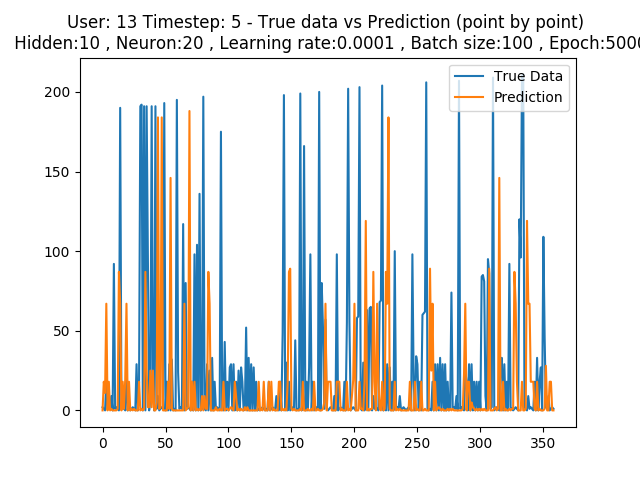 User: 13 Timestep: 5 - True data vs Prediction (point by point)
Hidden:10 , Neuron:20 , Learning rate:0.0001 , Batch size:100 , Epoch:5000
True Data
Prediction
200
150
100
50
0
0 50 100 150 200 250 300 350